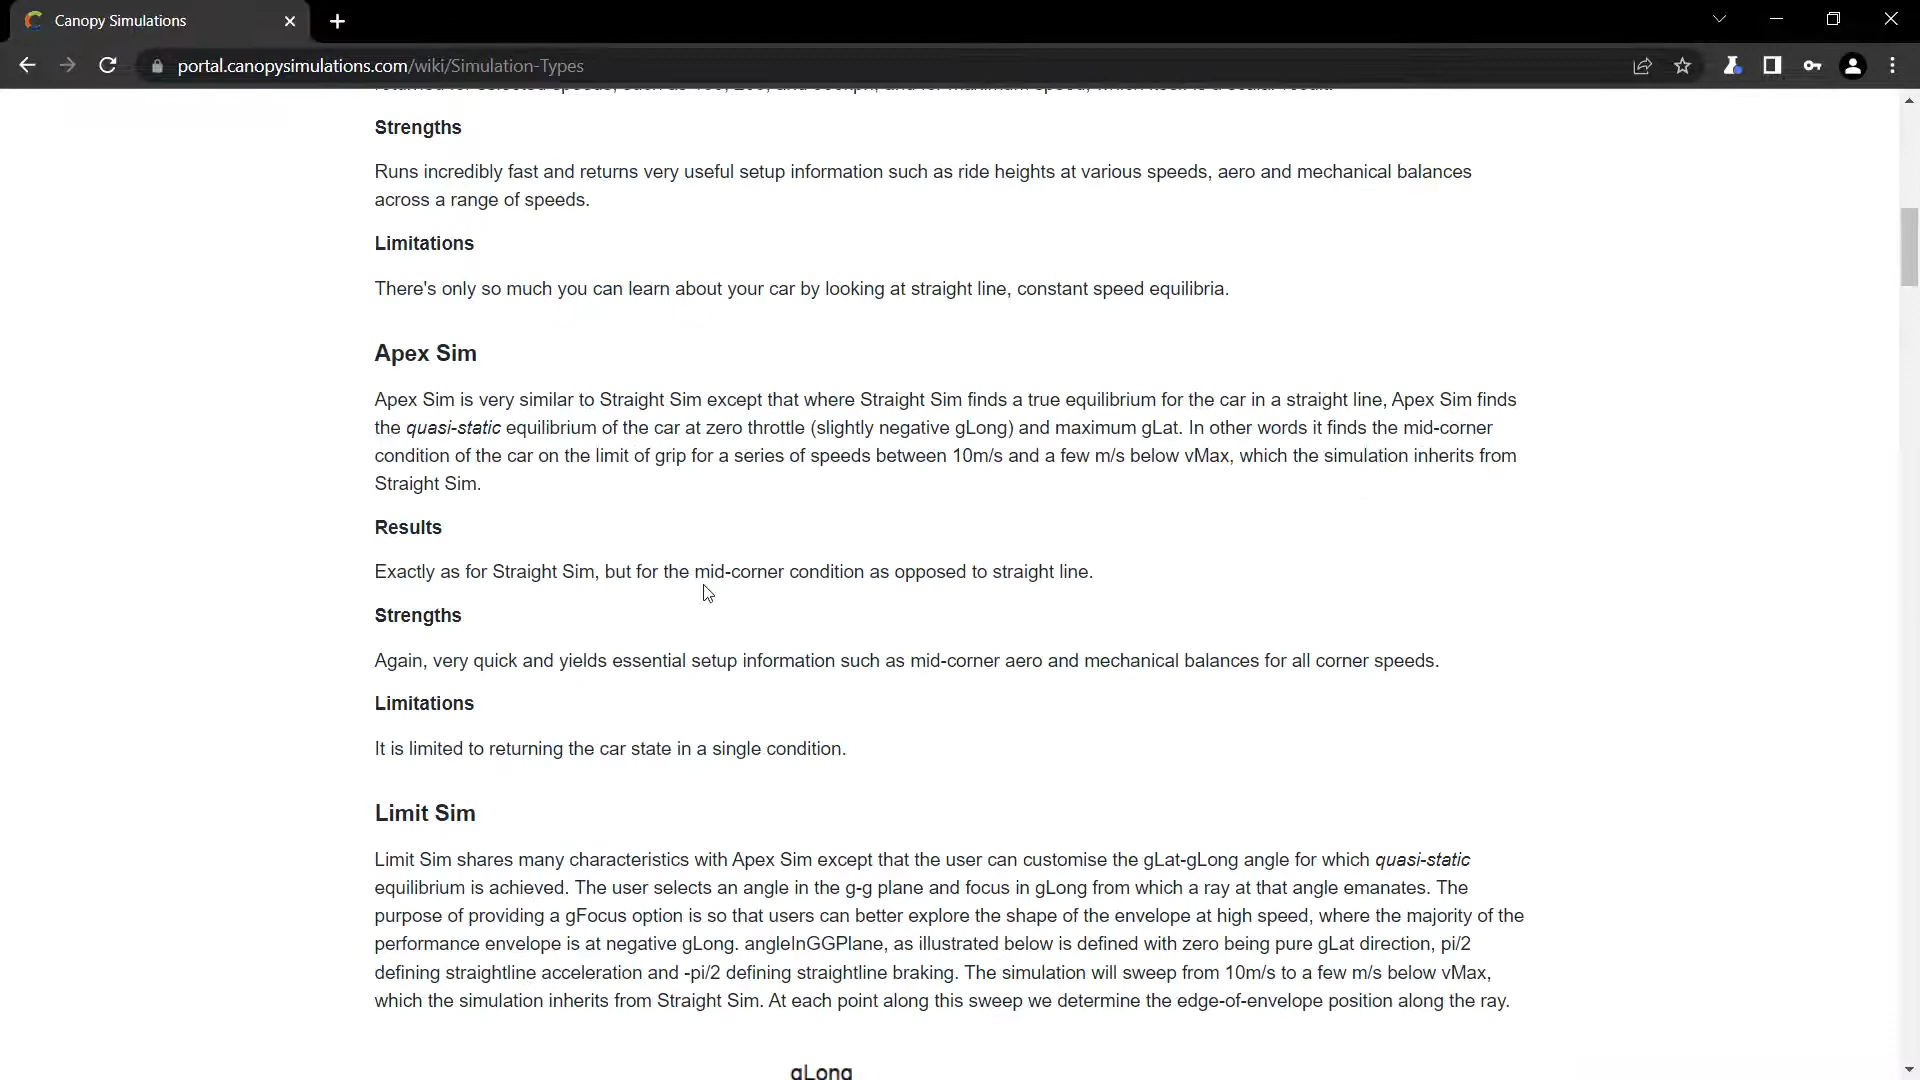 Canopy Simulations
portal.canopysimulations.com/wiki/Simulation-Types
Strengths
Runs incredibly fast and returns very useful setup information such as ride heights at various speeds, aero and mechanical balances
across a range of speeds.
Limitations
There's only so much you can learn about your car by looking at straight line, constant speed equilibria.
Apex Sim
Apex Sim is very similar to Straight Sim except that where Straight Sim finds a true equilibrium for the car in a straight line, Apex Sim finds
the quasi-static equilibrium of the car at zero throttle (slightly negative gLong) and maximum gLat. In other words it finds the mid-corner
condition of the car on the limit of grip for a series of speeds between 10m/s and a few m/s below vMax, which the simulation inherits from
Straight Sim.
Results
Exactly as for Straight Sim, but for the mid-corner condition as opposed to straight line.
Strengths
Again, very quick and yields essential setup information such as mid-corner aero and mechanical balances for all corner speeds.
Limitations
It is limited to returning the car state in a single condition.
Limit Sim
Limit Sim shares many characteristics with Apex Sim except that the user can customise the gLat-gLong angle for which quasi-static
equilibrium is achieved. The user selects an angle in the g-g plane and focus in gLong from which a ray at that angle emanates. The
purpose of providing a gFocus option is so that users can better explore the shape of the envelope at high speed, where the majority of the
performance envelope is at negative gLong. angleInGGPlane, as illustrated below is defined with zero being pure gLat direction, pi/2
defining straightline acceleration and -pi/2 defining straightline braking. The simulation will sweep from 10m/s to a few m/s below vMax,
which the simulation inherits from Straight Sim. At each point along this sweep we determine the edge-of-envelope position along the ray.
gLong